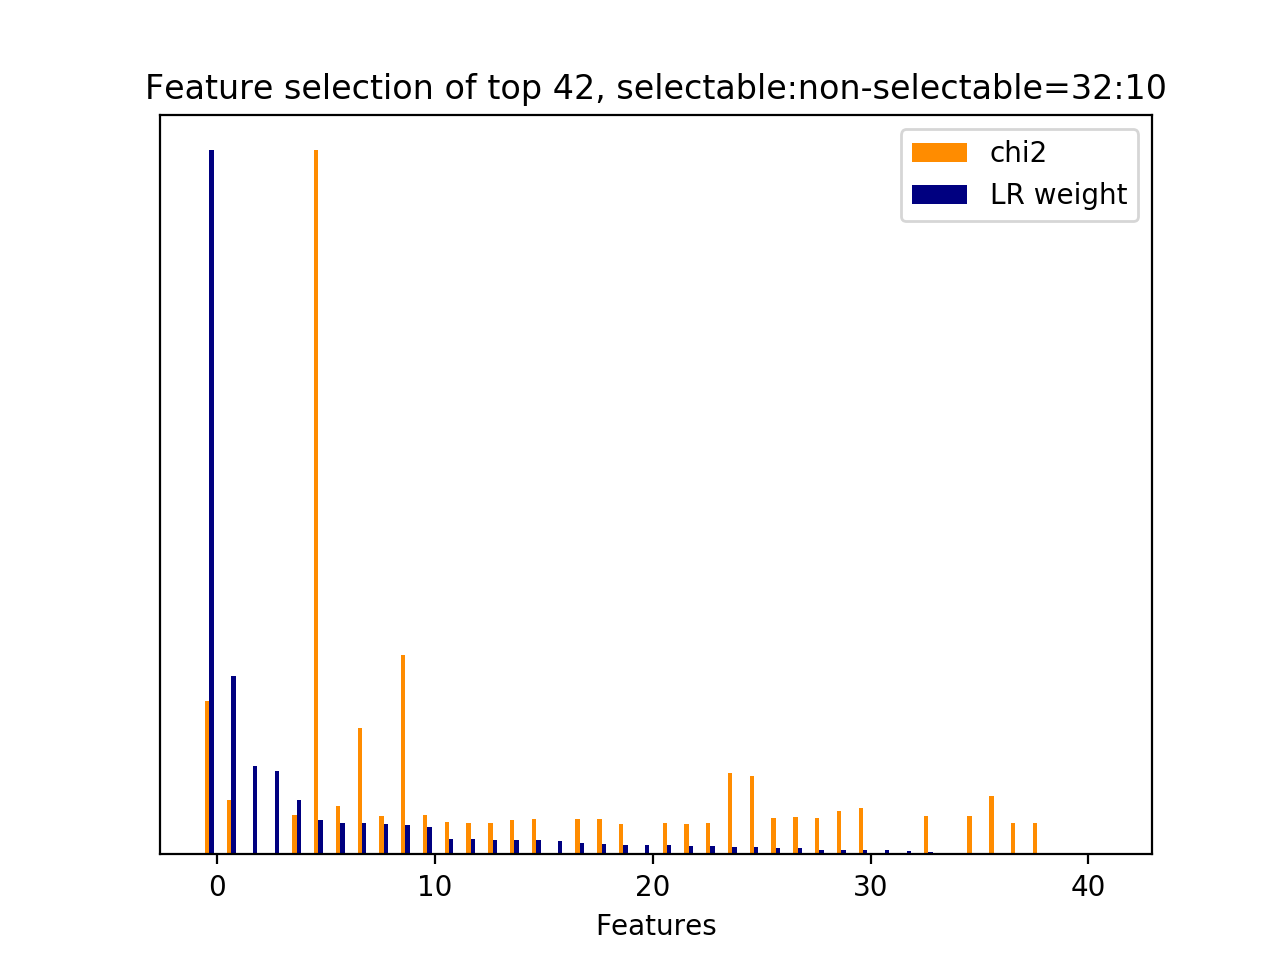 Feature selection of top 42, selectable:non-selectable=32:10
chi2
LR weight
0 10 20 30 40
Features